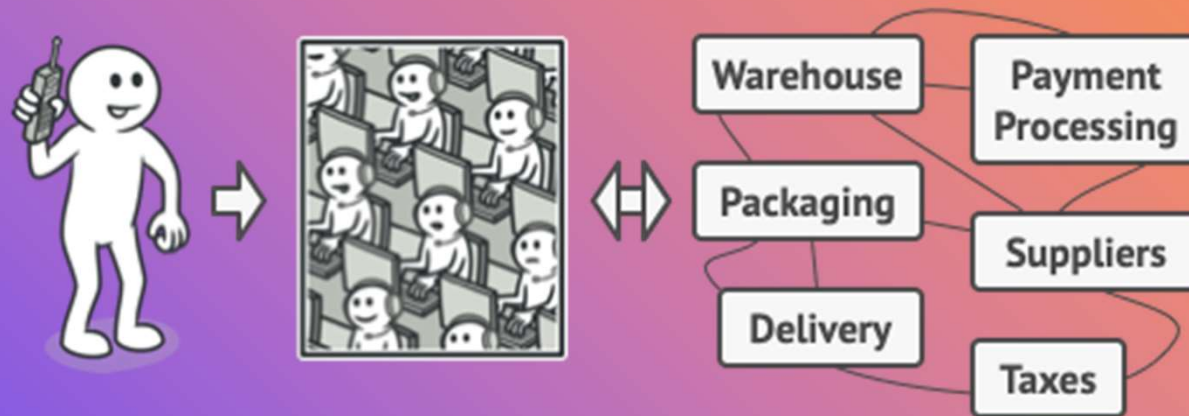 Warehouse
Payment
Processing
Packaging
Suppliers
Delivery
Taxes